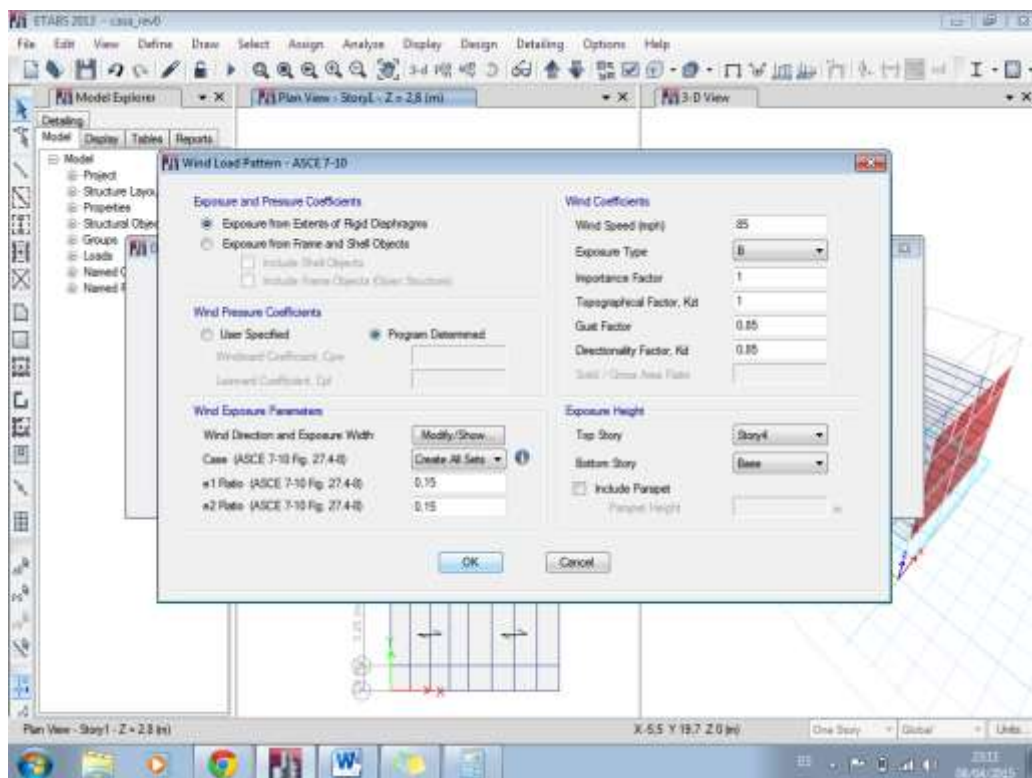 ETABS 2013 - casa_rev0
File Edit View Define Draw Select Assign Analyze Display Design Detailing Options Help
Model Explorer
Plan View - Story1 - Z = 2,8 (m)
3-D View
Detailing
Model Display Tables Reports
Model
Project
Structure Layou
Properties
Structural Objec
Groups
Loads
Named
Named
Wind Load Pattern - ASCE 7-10
Exposure and Pressure Coefficients
Exposure from Extents of Rigid Diaphragms
Exposure from Frame and Shell Objects
Include Shell Objects
Include Frame Objects (Open Structure)
Wind Pressure Coefficients
User Specified
Program Determined
Windward Coefficient, Cpw
Leeward Coefficient, Cpl
Wind Exposure Parameters
Wind Direction and Exposure Width
Modify/Show...
Case (ASCE 7-10 Fig. 27.4-8)
Create All Sets
e1 Ratio (ASCE 7-10 Fig. 27.4-8)
0.15
e2 Ratio (ASCE 7-10 Fig. 27.4-8)
0.15
Wind Coefficients
Wind Speed (mph)
85
Exposure Type
B
Importance Factor
1
Topographical Factor, Kzt
1
Gust Factor
0.85
Directionality Factor, Kd
0.85
Solid / Gross Area Ratio
Exposure Height
Top Story
Story4
Bottom Story
Base
Include Parapet
Parapet Height
m
OK
Cancel
Y
X
Plan View - Story1 - Z = 2,8 (m)
X -5,5 Y 19,7 Z 0 (m)
One Story
Global
Units...
ES